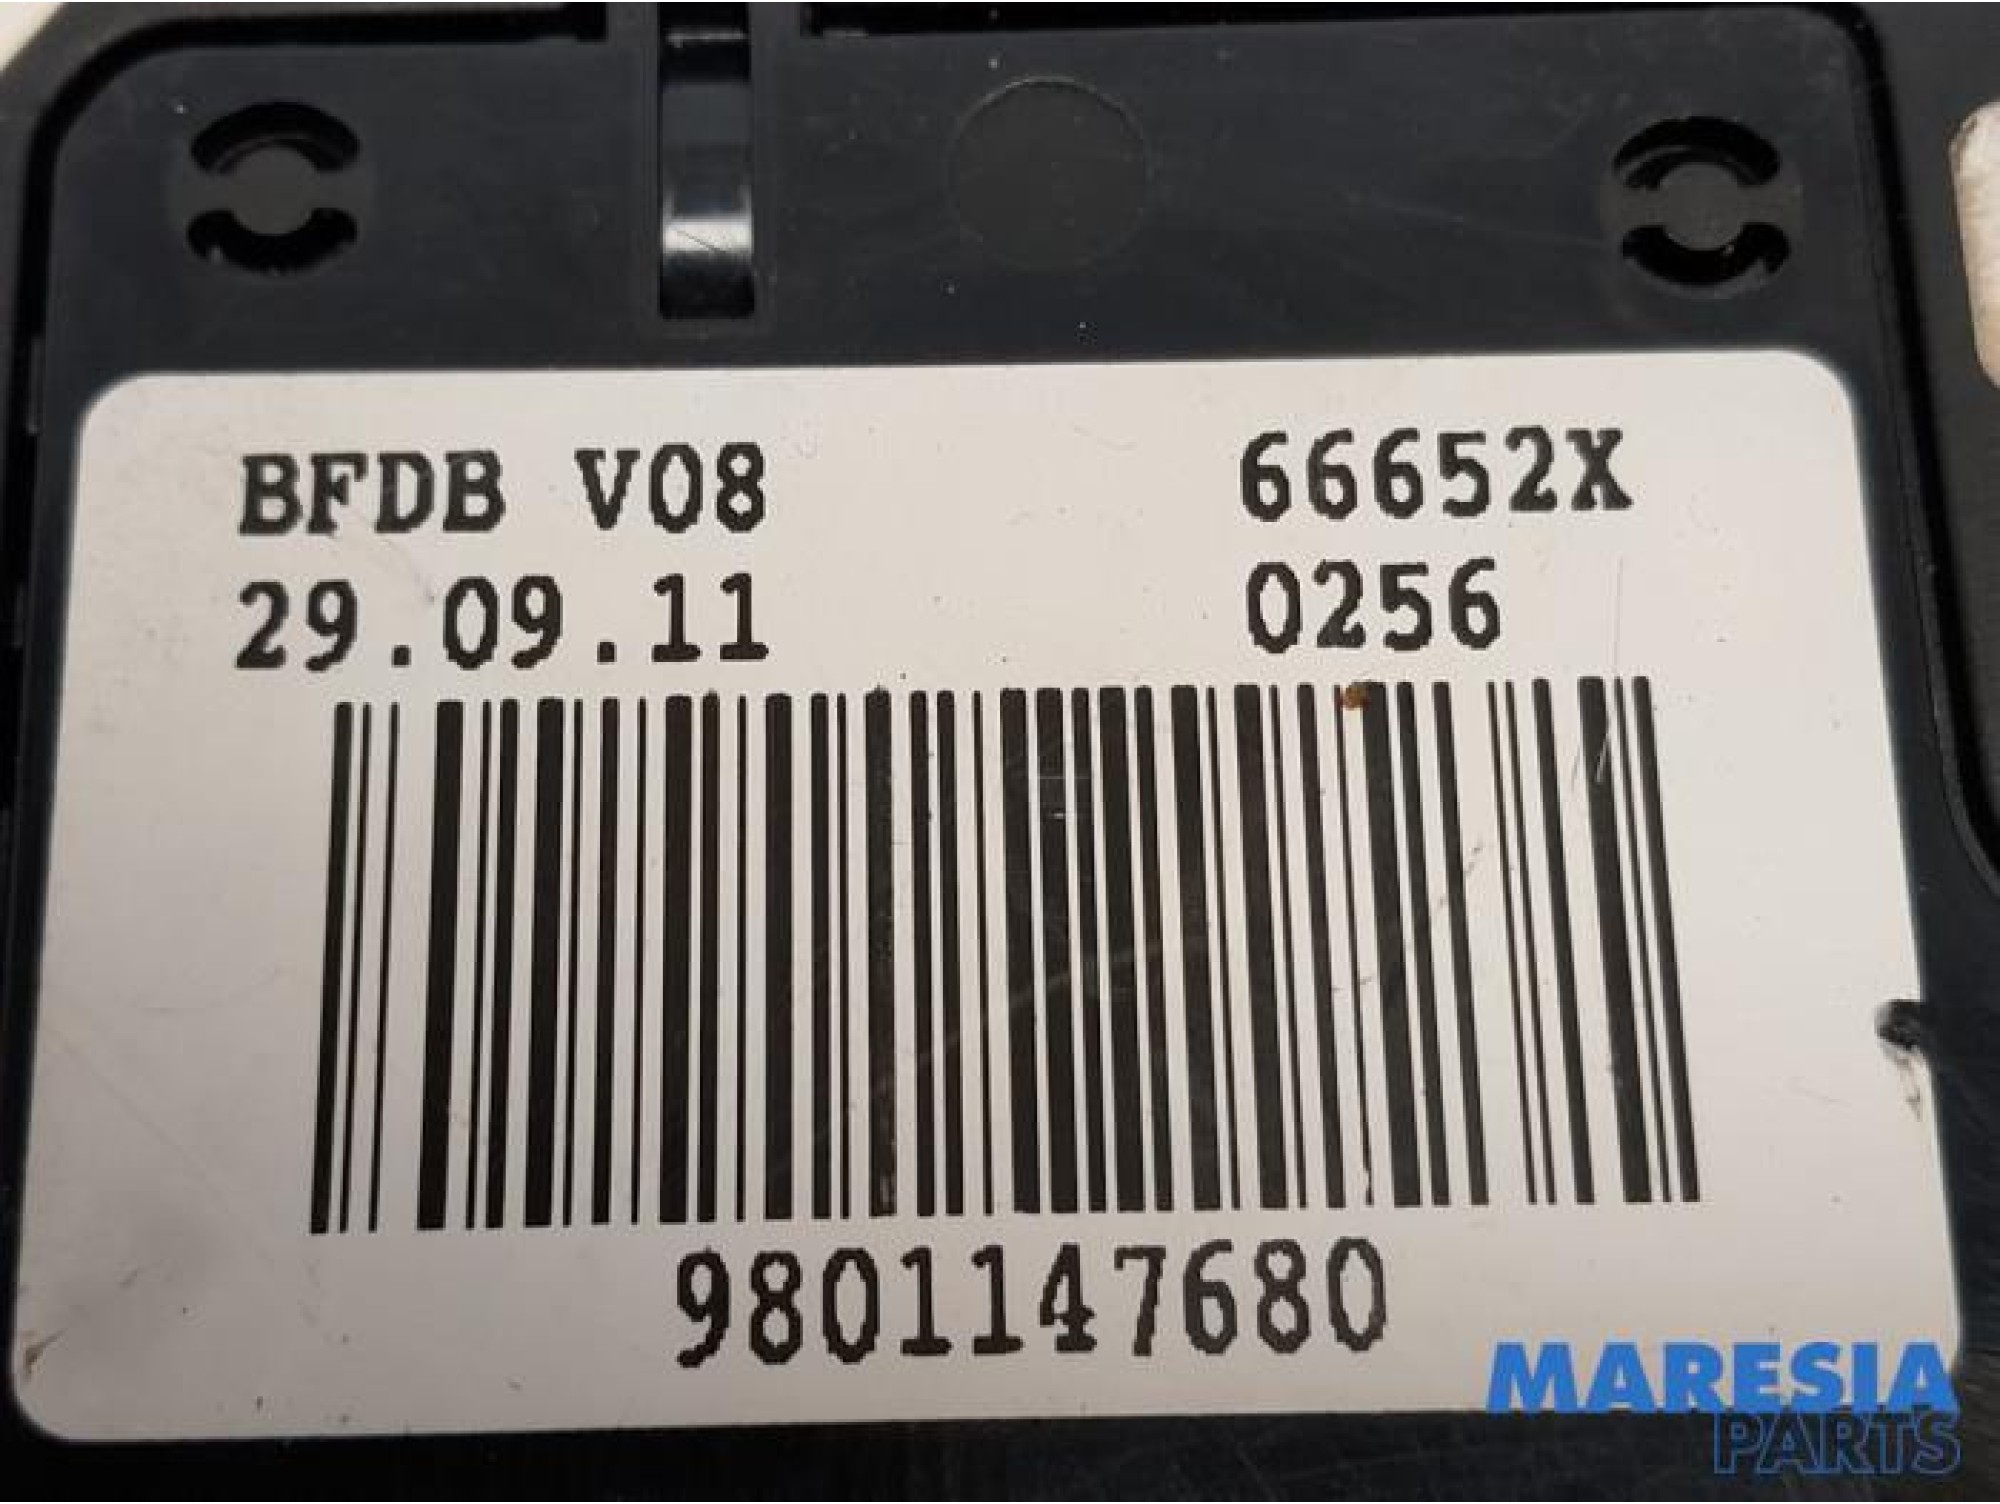 BFDB V08 66652X
29.09.11 0256
9801147680
MARESIA
PARTS